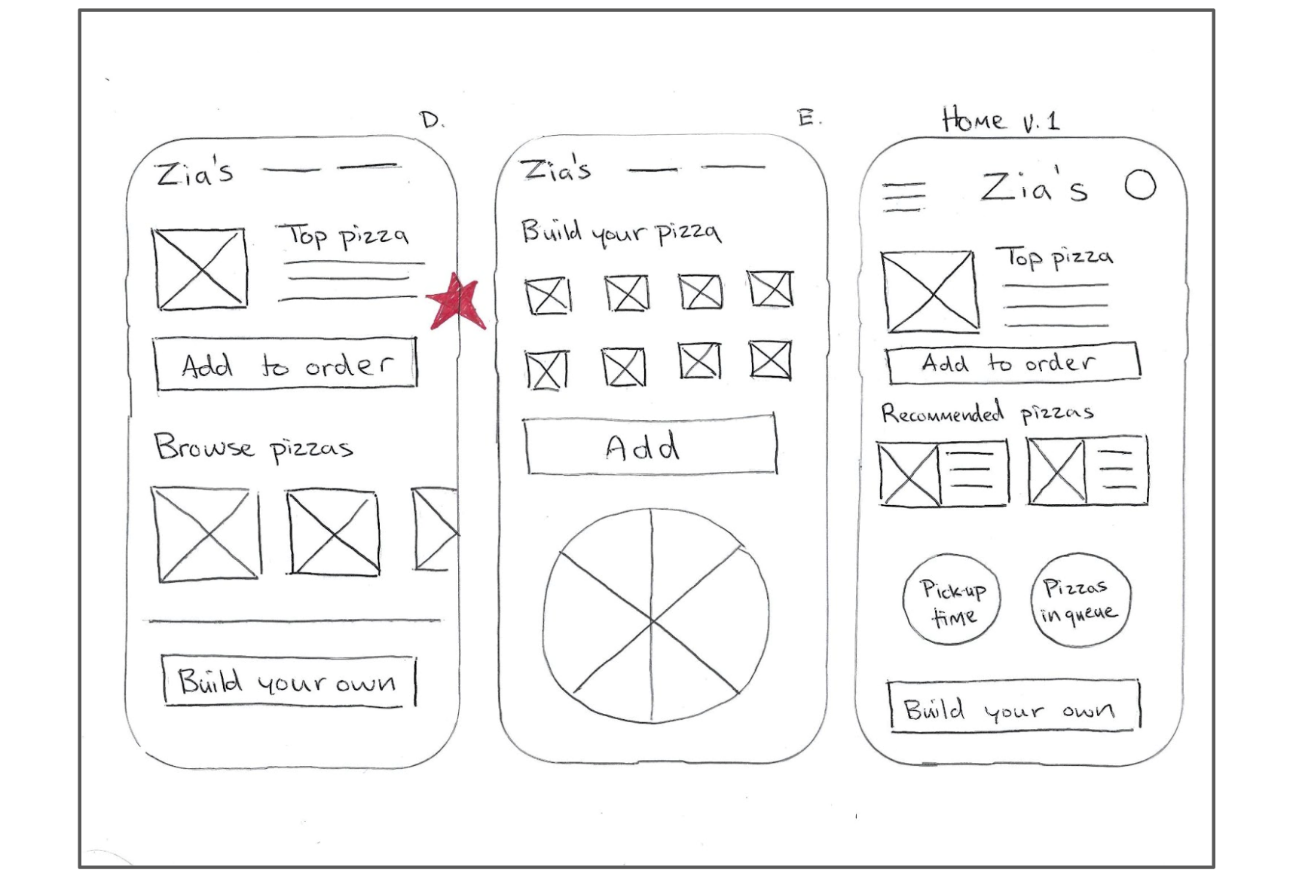 D.
Zia's
Top pizza
Add to order
Browse pizzas
Build your own
E.
Zia's
Build your pizza
Add
Home v.1
Zia's
Top pizza
Add to order
Recommended pizzas
Pick-up
time
Pizzas
in queue
Build your own